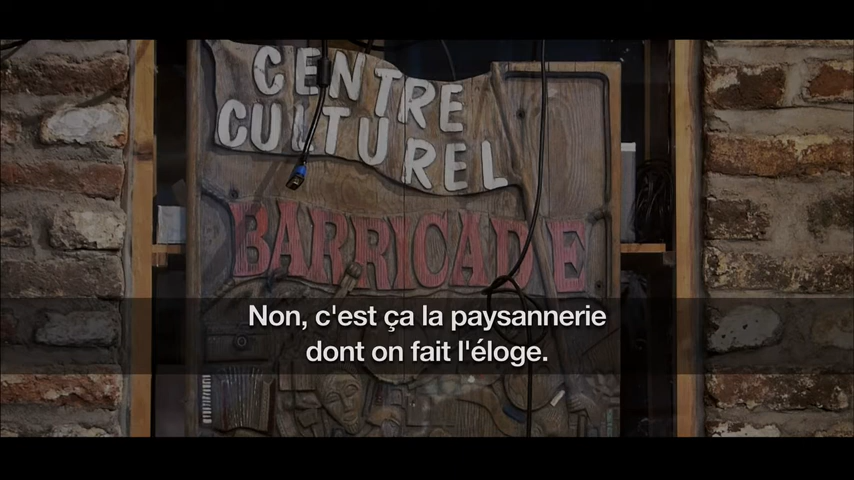 CENTRE
CULTUREL
BARRICADE
Non, c'est ça la paysannerie
dont on fait l'éloge.